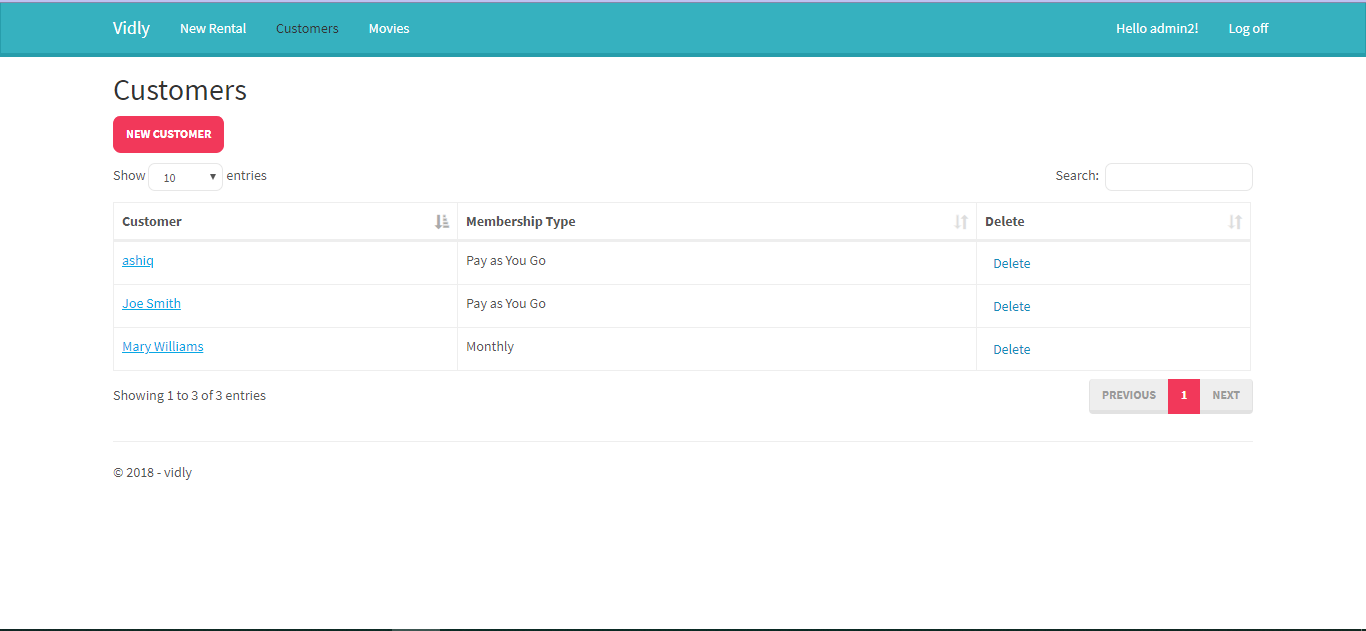 Vidly New Rental Customers Movies Hello admin2! Log off
Customers
NEW CUSTOMER
Show 10 entries Search:
Customer Membership Type Delete
ashiq Pay as You Go Delete
Joe Smith Pay as You Go Delete
Mary Williams Monthly Delete
Showing 1 to 3 of 3 entries PREVIOUS 1 NEXT
© 2018 - vidly